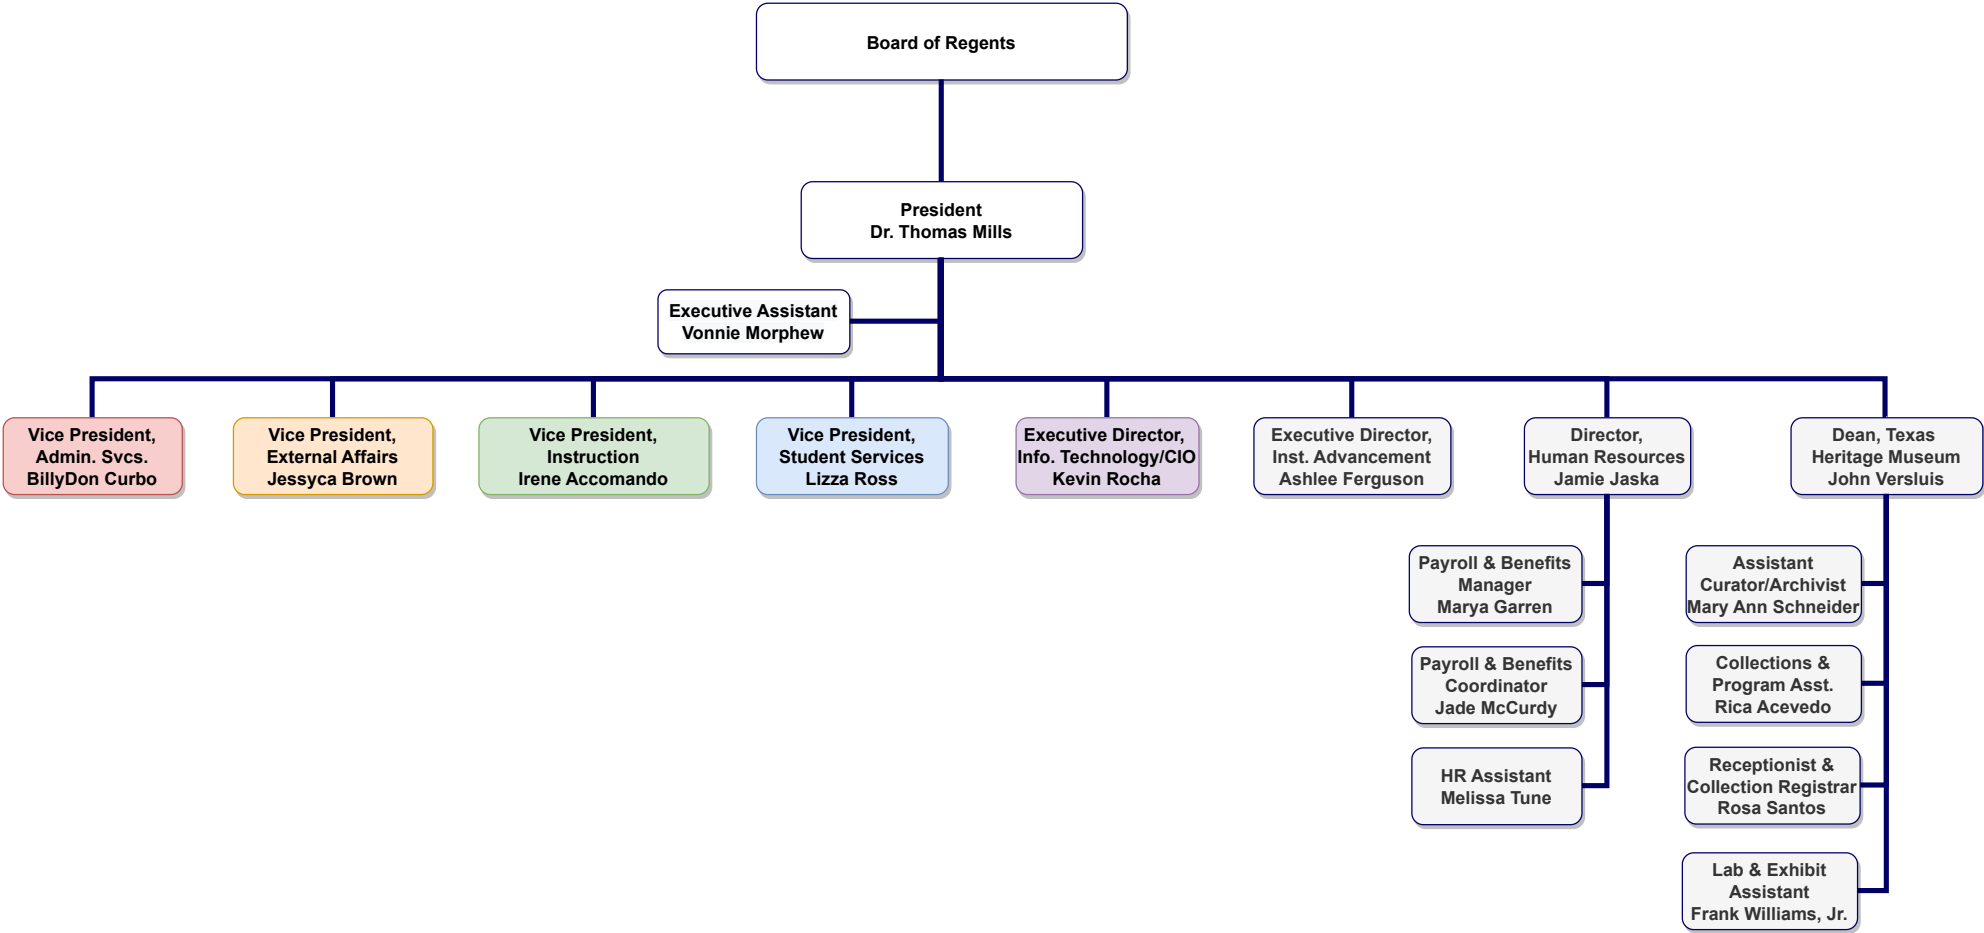 Board of Regents
President
Dr. Thomas Mills
Executive Assistant
Vonnie Morphew
Vice President,
Admin. Svcs.
BillyDon Curbo
Vice President,
External Affairs
Jessyca Brown
Vice President,
Instruction
Irene Accomando
Vice President,
Student Services
Lizza Ross
Executive Director,
Info. Technology/CIO
Kevin Rocha
Executive Director,
Inst. Advancement
Ashlee Ferguson
Director,
Human Resources
Jamie Jaska
Dean, Texas
Heritage Museum
John Versluis
Payroll & Benefits
Manager
Marya Garren
Payroll & Benefits
Coordinator
Jade McCurdy
HR Assistant
Melissa Tune
Assistant
Curator/Archivist
Mary Ann Schneider
Collections &
Program Asst.
Rica Acevedo
Receptionist &
Collection Registrar
Rosa Santos
Lab & Exhibit
Assistant
Frank Williams, Jr.